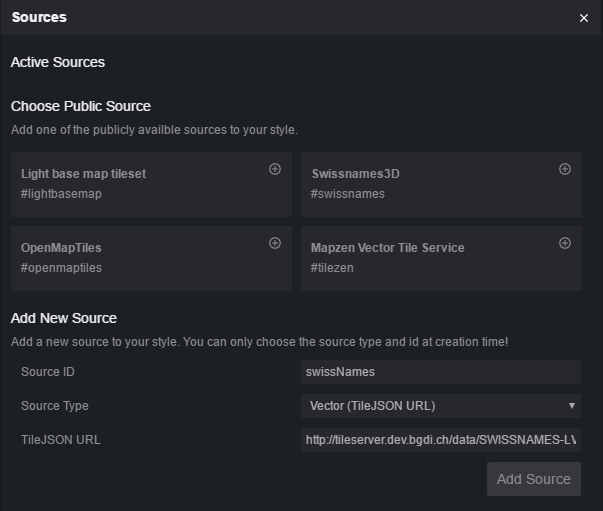 Sources
Active Sources
Choose Public Source
Add one of the publicly availble sources to your style.
Light base map tileset
#lightbasemap
Swissnames3D
#swissnames
OpenMapTiles
#openmaptiles
Mapzen Vector Tile Service
#tilezen
Add New Source
Add a new source to your style. You can only choose the source type and id at creation time!
Source ID
swissNames
Source Type
Vector (TileJSON URL)
TileJSON URL
http://tileserver.dev.bgdi.ch/data/SWISSNAMES-LV
Add Source